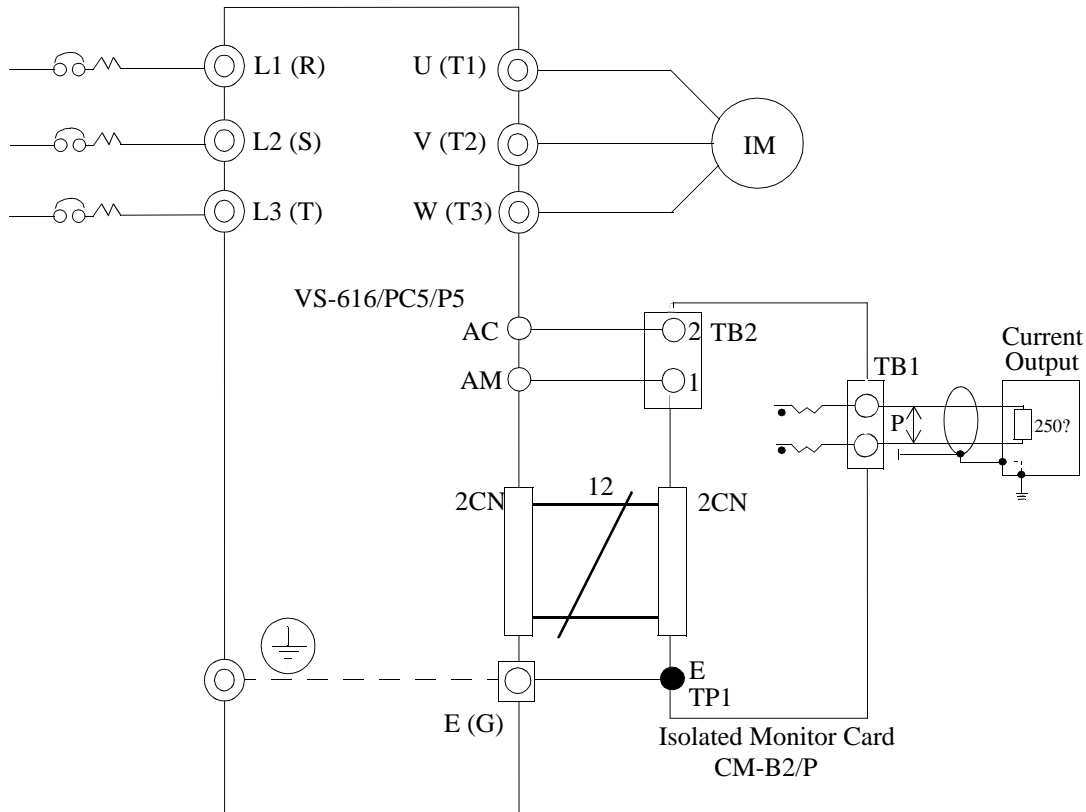 L1 (R)
U (T1)
L2 (S)
V (T2)
IM
L3 (T)
W (T3)
VS-616/PC5/P5
AC
2
TB2
AM
1
TB1
Current
Output
P
250?
2CN
12
2CN
E
TP1
E (G)
Isolated Monitor Card
CM-B2/P